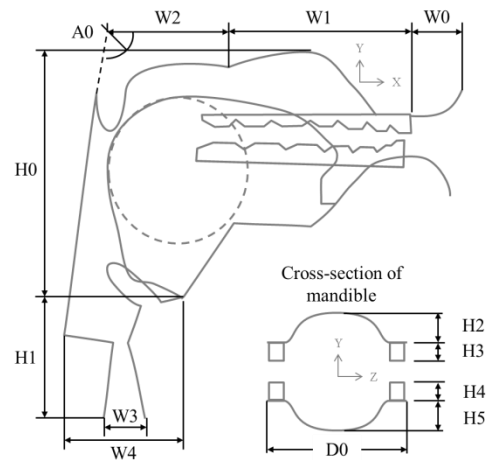 W2
W1
W0
A0
Y
X
H0
Cross-section of
mandible
H1
H2
H3
Y
Z
H4
H5
W3
W4
D0